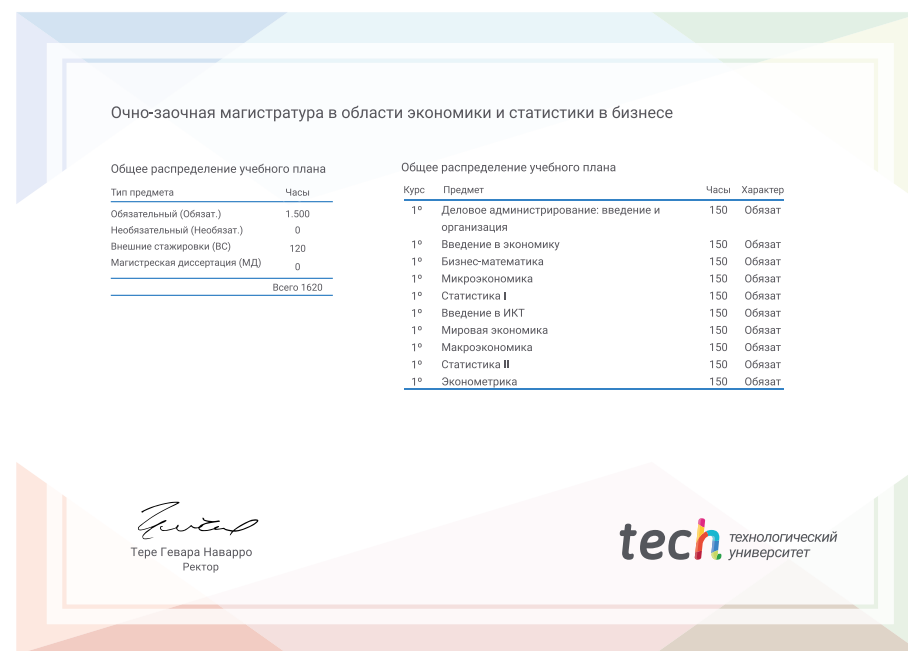 Очно-заочная магистратура в области экономики и статистики в бизнесе
Общее распределение учебного плана
Тип предмета Часы
Обязательный (Обязат.) 1.500
Необязательный (Необязат.) 0
Внешние стажировки (ВС) 120
Магистреская диссертация (МД) 0
Всего 1620
Общее распределение учебного плана
Курс Предмет Часы Характер
1º Деловое администрирование: введение и 150 Обязат
организация
1º Введение в экономику 150 Обязат
1º Бизнес-математика 150 Обязат
1º Микроэкономика 150 Обязат
1º Статистика I 150 Обязат
1º Введение в ИКТ 150 Обязат
1º Мировая экономика 150 Обязат
1º Макроэкономика 150 Обязат
1º Статистика II 150 Обязат
1º Эконометрика 150 Обязат
Тере Гевара Наварро
Ректор
tech технологический
университет